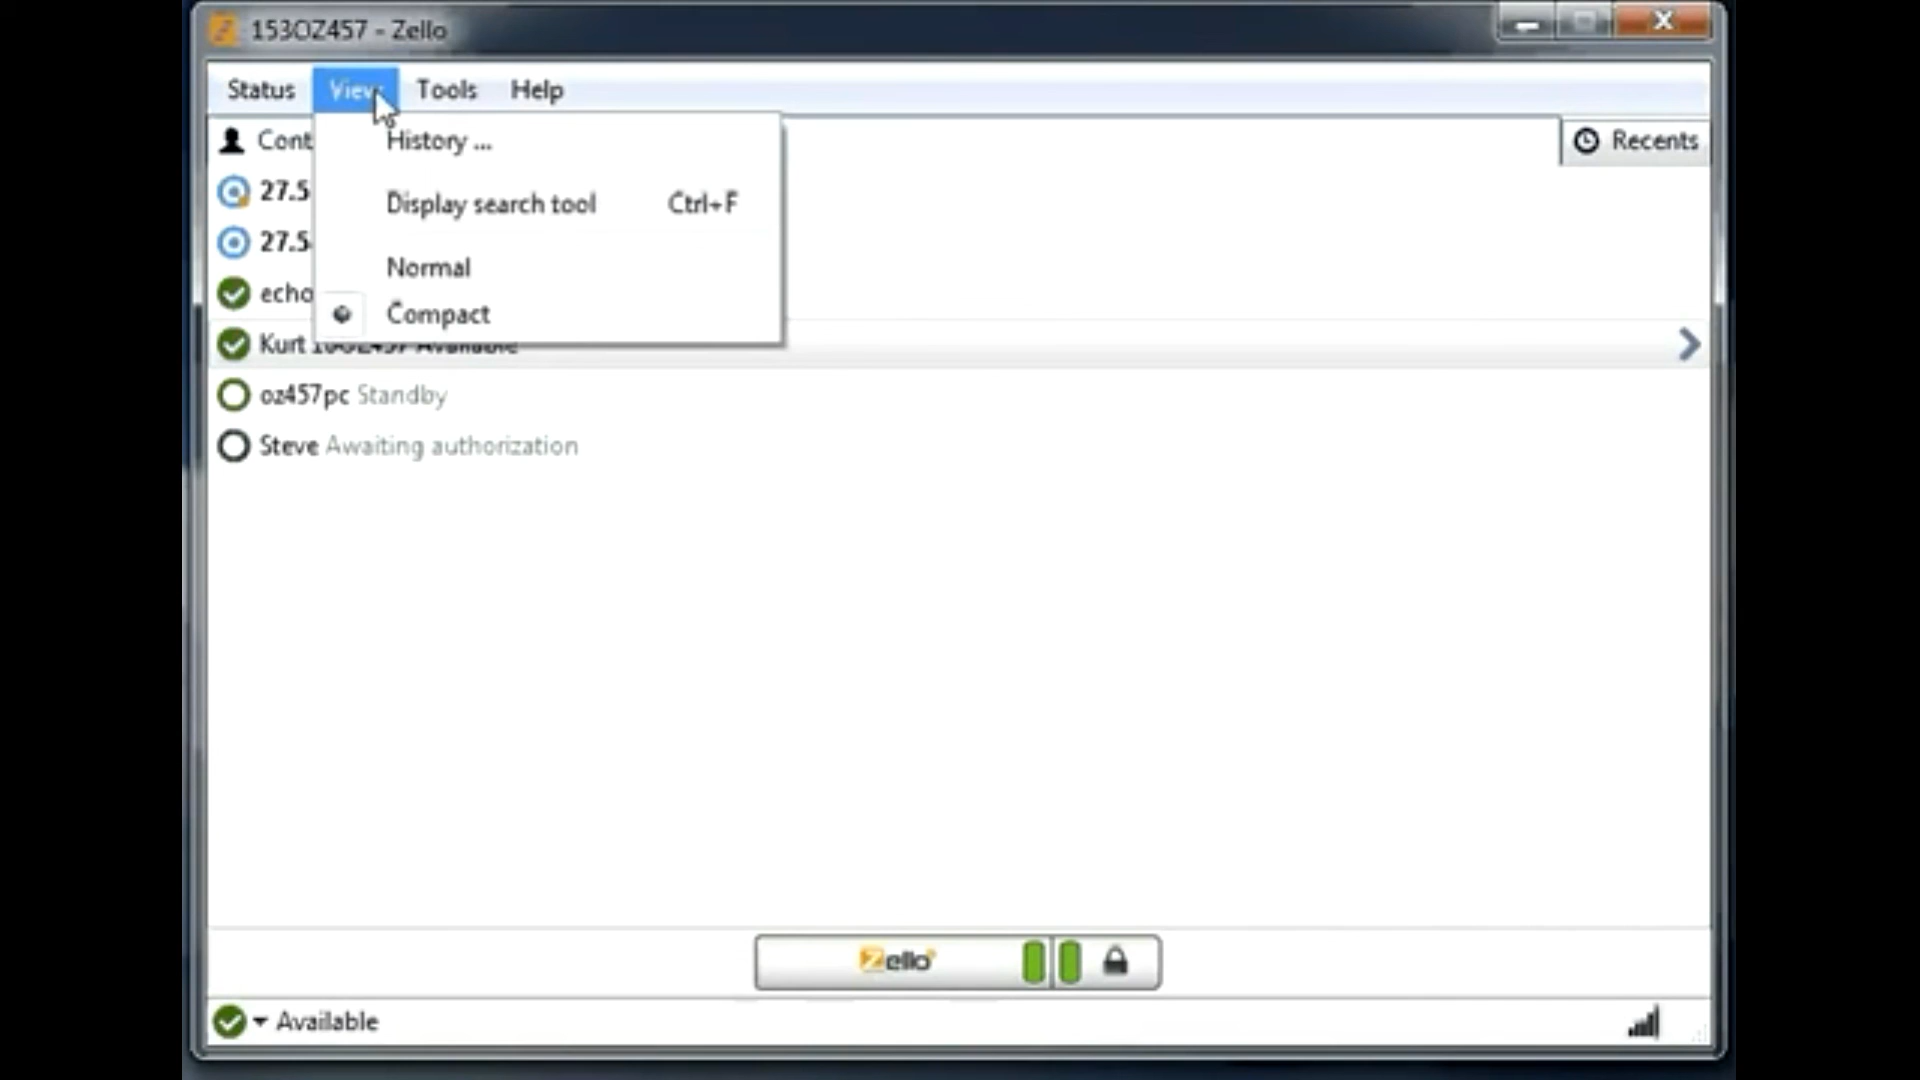 153OZ457 - Zello
Status View Tools Help
Cont
Recents
History ...
Display search tool Ctrl+F
Normal
Compact
27.5
27.5
echo
Kurt Available
oz457pc Standby
Steve Awaiting authorization
Zello
Available